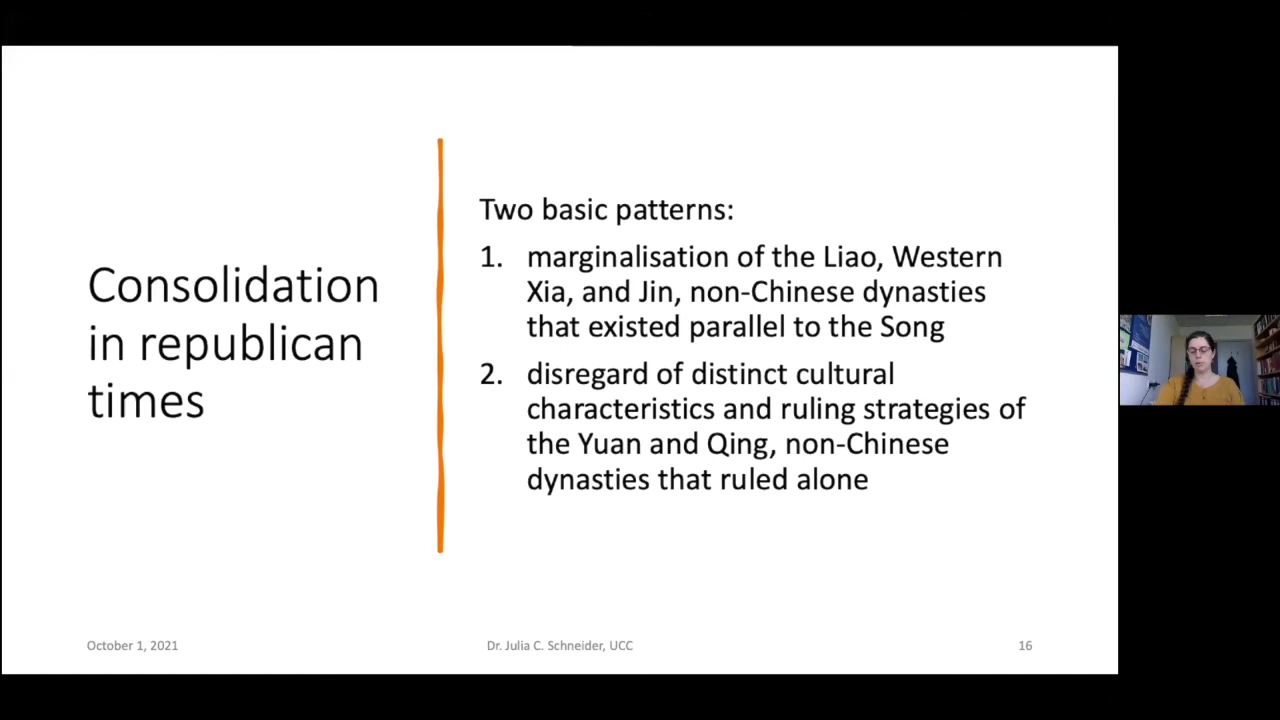 Consolidation
in republican
times
Two basic patterns:
1. marginalisation of the Liao, Western
Xia, and Jin, non-Chinese dynasties
that existed parallel to the Song
2. disregard of distinct cultural
characteristics and ruling strategies of
the Yuan and Qing, non-Chinese
dynasties that ruled alone
October 1, 2021
Dr. Julia C. Schneider, UCC
16